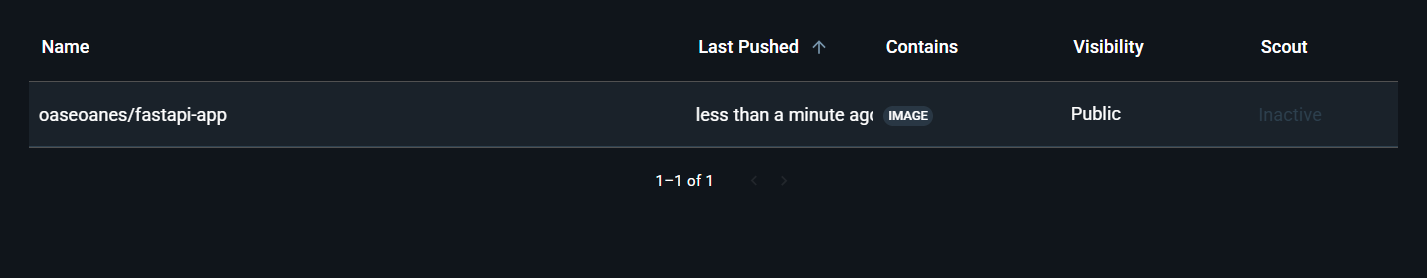 Name Last Pushed ↑ Contains Visibility Scout
oaseoanes/fastapi-app less than a minute ago IMAGE Public Inactive
1–1 of 1